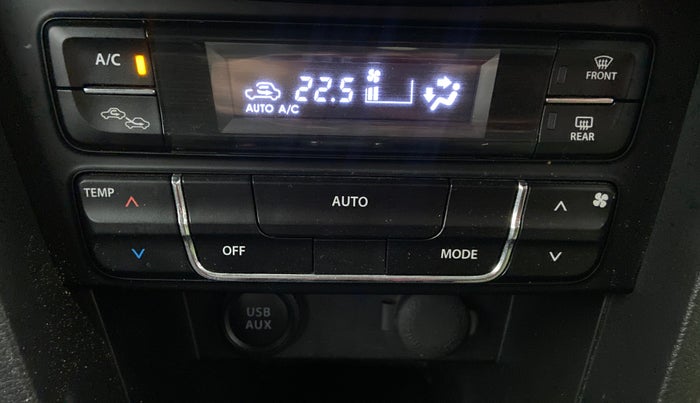 A/C
22.5
AUTO A/C
FRONT
REAR
TEMP
AUTO
OFF
MODE
USB
AUX